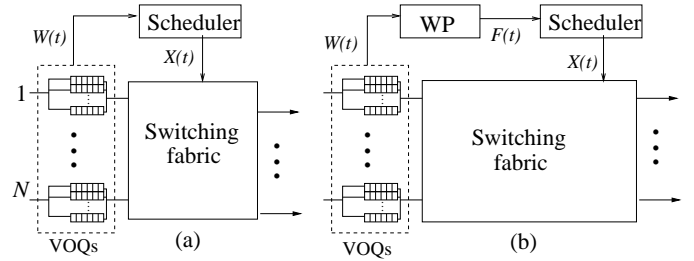 W(t)
Scheduler
X(t)
1
Switching
fabric
N
VOQs
(a)
W(t)
WP
F(t)
Scheduler
X(t)
Switching
fabric
VOQs
(b)